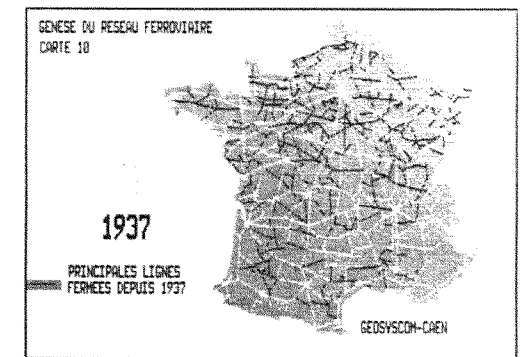 GENESE DU RESEAU FERROVIAIRE
CARTE 10
1937
PRINCIPALES LIGNES
FERMEES DEPUIS 1937
GEOSYSCOM-CAEN